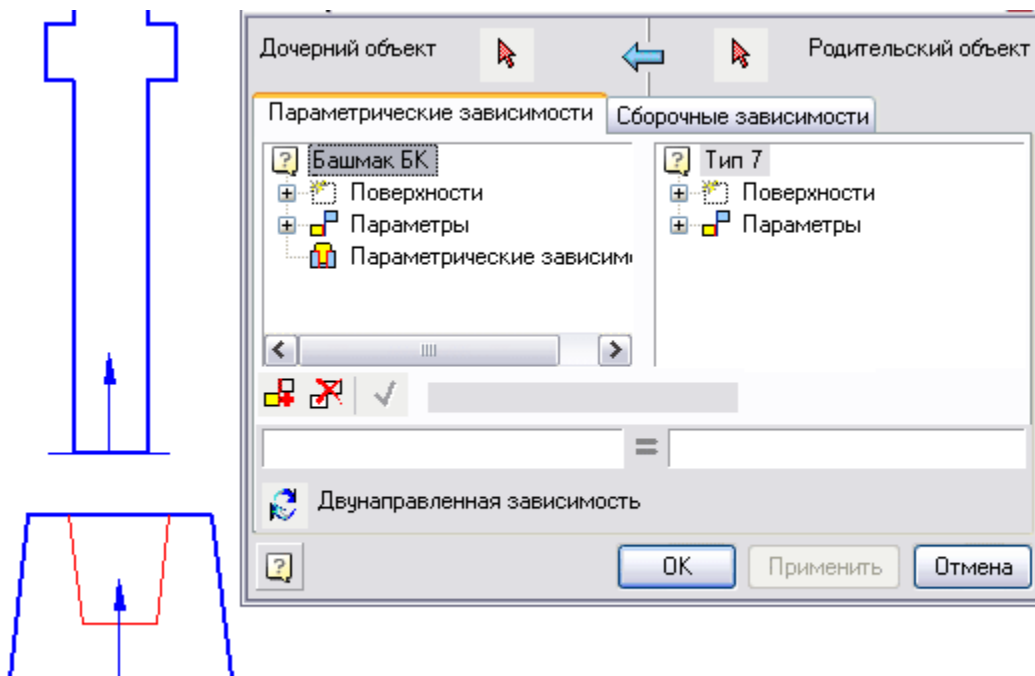 Дочерний объект
Родительский объект
Параметрические зависимости
Сборочные зависимости
Башмак БК
Поверхности
Параметры
Параметрические зависим
Тип 7
Поверхности
Параметры
=
Двунаправленная зависимость
OK
Применить
Отмена